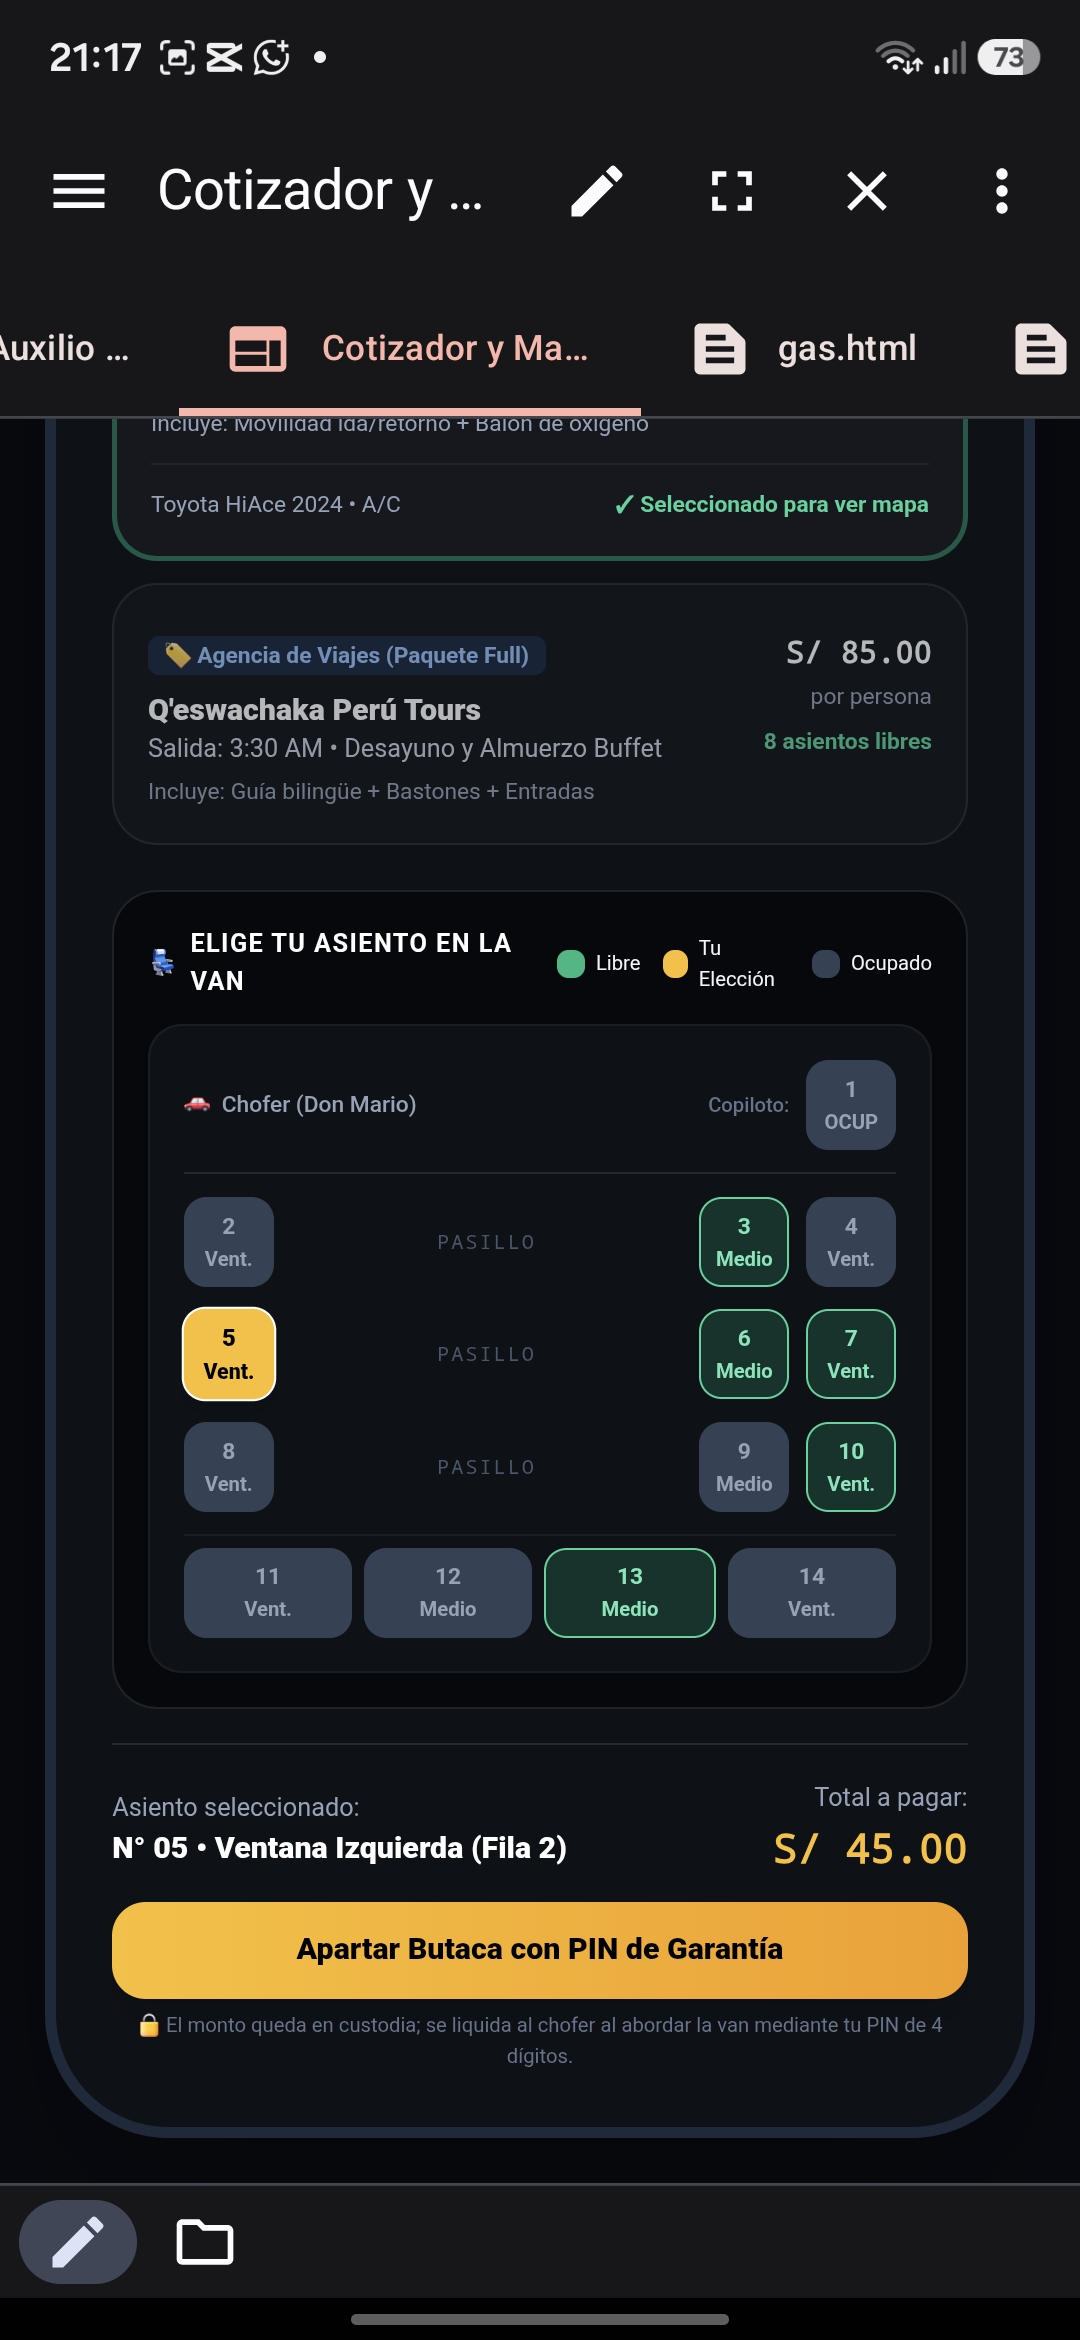 21:17
73
Cotizador y ...
Auxilio ...
Cotizador y Ma...
gas.html
Incluye: Movilidad ida/retorno + Balón de oxígeno
Toyota HiAce 2024 • A/C
✓ Seleccionado para ver mapa
Agencia de Viajes (Paquete Full)
S/ 85.00
por persona
Q'eswachaka Perú Tours
Salida: 3:30 AM • Desayuno y Almuerzo Buffet
8 asientos libres
Incluye: Guía bilingüe + Bastones + Entradas
ELIGE TU ASIENTO EN LA
VAN
Libre
Tu
Elección
Ocupado
Chofer (Don Mario)
Copiloto:
1
OCUP
2
Vent.
PASILLO
3
Medio
4
Vent.
5
Vent.
PASILLO
6
Medio
7
Vent.
8
Vent.
PASILLO
9
Medio
10
Vent.
11
Vent.
12
Medio
13
Medio
14
Vent.
Asiento seleccionado:
N° 05 • Ventana Izquierda (Fila 2)
Total a pagar:
S/ 45.00
Apartar Butaca con PIN de Garantía
El monto queda en custodia; se liquida al chofer al abordar la van mediante tu PIN de 4
dígitos.